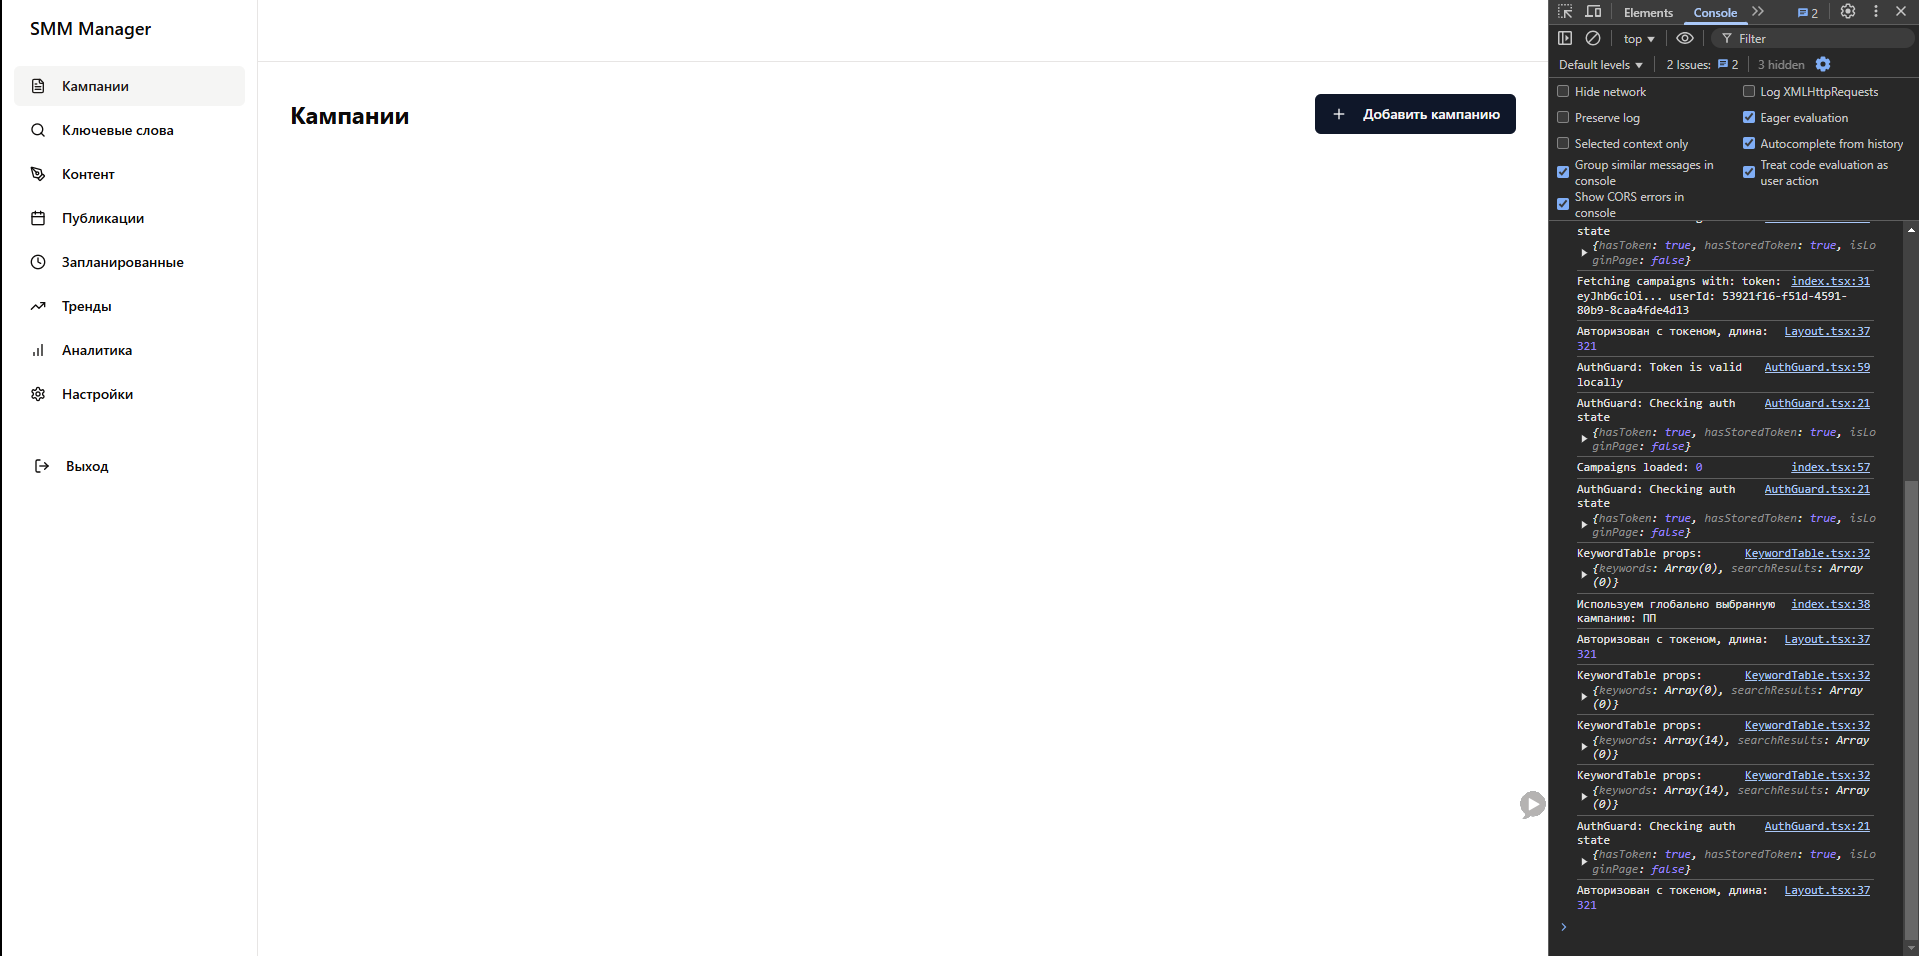 SMM Manager
Кампании
Ключевые слова
Контент
Публикации
Запланированные
Тренды
Аналитика
Настройки
Выход
Кампании
Добавить кампанию
Elements
Console
2
top
Filter
Default levels
2 Issues:
2
3 hidden
Hide network
Log XMLHttpRequests
Preserve log
Eager evaluation
Selected context only
Autocomplete from history
Group similar messages in
console
Treat code evaluation as
user action
Show CORS errors in
console
state
{hasToken: true, hasStoredToken: true, isLo
ginPage: false}
Fetching campaigns with: token: index.tsx:31
eyJhbGciOi... userId: 53921f16-f51d-4591-
80b9-8caa4fde4d13
Авторизован с токеном, длина: Layout.tsx:37
321
AuthGuard: Token is valid AuthGuard.tsx:59
locally
AuthGuard: Checking auth AuthGuard.tsx:21
state
{hasToken: true, hasStoredToken: true, isLo
ginPage: false}
Campaigns loaded: 0 index.tsx:57
AuthGuard: Checking auth AuthGuard.tsx:21
state
{hasToken: true, hasStoredToken: true, isLo
ginPage: false}
KeywordTable props: KeywordTable.tsx:32
{keywords: Array(0), searchResults: Array
(0)}
Используем глобально выбранную index.tsx:38
кампанию: ПП
Авторизован с токеном, длина: Layout.tsx:37
321
KeywordTable props: KeywordTable.tsx:32
{keywords: Array(0), searchResults: Array
(0)}
KeywordTable props: KeywordTable.tsx:32
{keywords: Array(14), searchResults: Array
(0)}
KeywordTable props: KeywordTable.tsx:32
{keywords: Array(14), searchResults: Array
(0)}
AuthGuard: Checking auth AuthGuard.tsx:21
state
{hasToken: true, hasStoredToken: true, isLo
ginPage: false}
Авторизован с токеном, длина: Layout.tsx:37
321